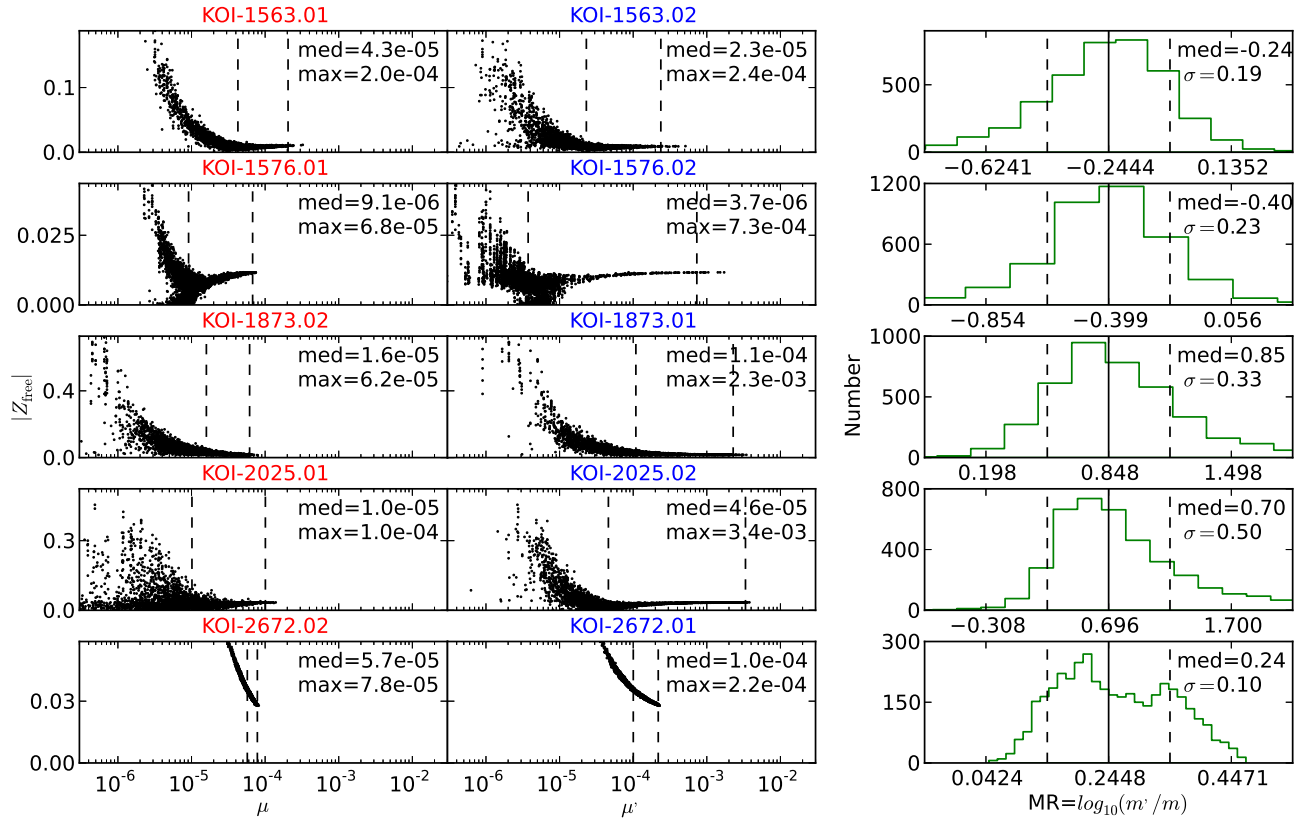 KOI-1563.01 KOI-1563.02
0.1
0.0
med=4.3e-05
max=2.0e-04
med=2.3e-05
max=2.4e-04
500
0
med=-0.24
σ=0.19
−0.6241 −0.2444 0.1352
KOI-1576.01 KOI-1576.02
0.025
0.000
med=9.1e-06
max=6.8e-05
med=3.7e-06
max=7.3e-04
1200
600
0
med=-0.40
σ=0.23
−0.854 −0.399 0.056
KOI-1873.02 KOI-1873.01
|Z_free|
0.4
0.0
med=1.6e-05
max=6.2e-05
med=1.1e-04
max=2.3e-03
Number
1000
500
0
med=0.85
σ=0.33
0.198 0.848 1.498
KOI-2025.01 KOI-2025.02
0.3
0.0
med=1.0e-05
max=1.0e-04
med=4.6e-05
max=3.4e-03
800
400
0
med=0.70
σ=0.50
−0.308 0.696 1.700
KOI-2672.02 KOI-2672.01
0.03
0.00
med=5.7e-05
max=7.8e-05
med=1.0e-04
max=2.2e-04
300
150
0
med=0.24
σ=0.10
10⁻⁶ 10⁻⁵ 10⁻⁴ 10⁻³ 10⁻² 10⁻⁶ 10⁻⁵ 10⁻⁴ 10⁻³ 10⁻²
0.0424 0.2448 0.4471
μ μ’ MR=log₁₀(m’/m)